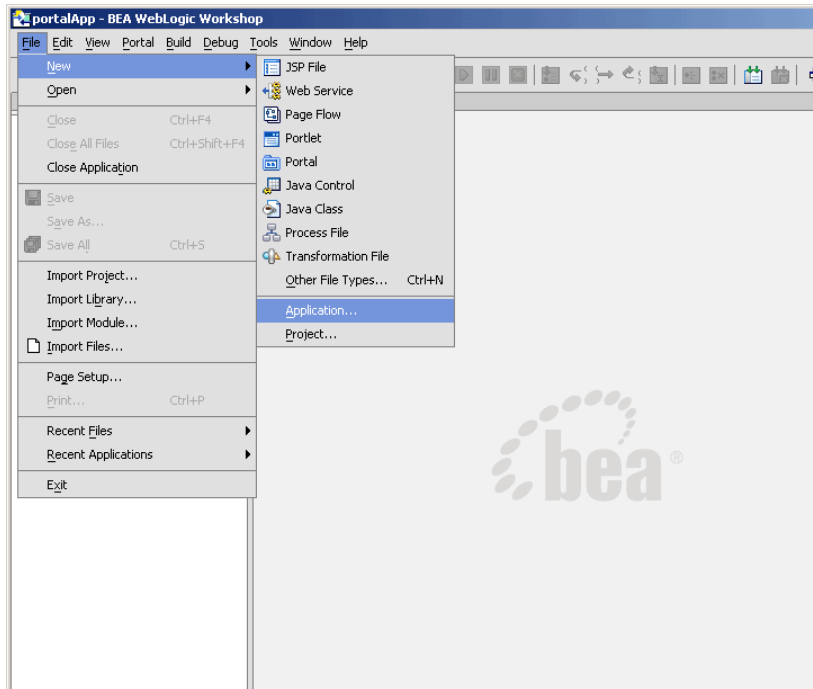 portalApp - BEA WebLogic Workshop
File Edit View Portal Build Debug Tools Window Help
New
Open
Close Ctrl+F4
Close All Files Ctrl+Shift+F4
Close Application
Save
Save As...
Save All Ctrl+S
Import Project...
Import Library...
Import Module...
Import Files...
Page Setup...
Print... Ctrl+P
Recent Files
Recent Applications
Exit
JSP File
Web Service
Page Flow
Portlet
Portal
Java Control
Java Class
Process File
Transformation File
Other File Types... Ctrl+N
Application...
Project...
bea®